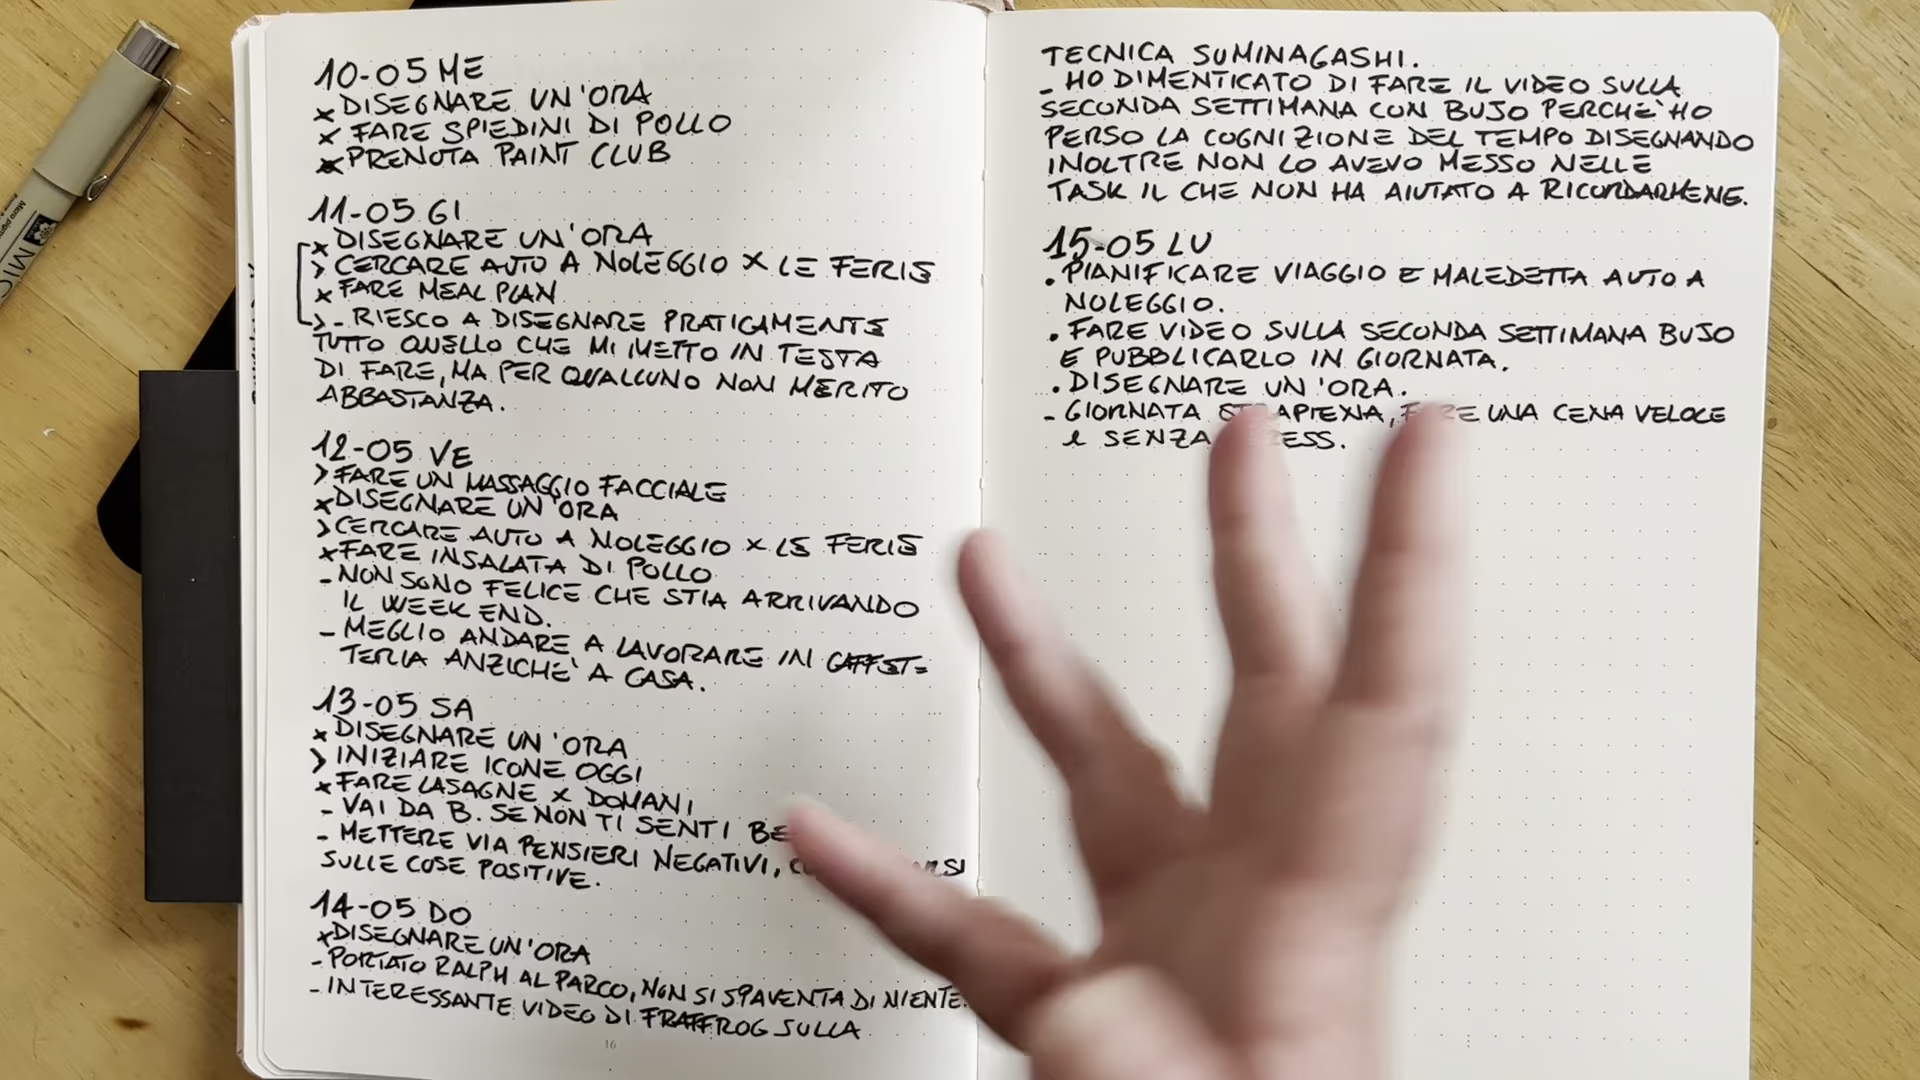 10-05 ME
× DISEGNARE UN'ORA
× FARE SPIEDINI DI POLLO
× PRENOTA PAINT CLUB
11-05 GI
× DISEGNARE UN'ORA
> CERCARE AUTO A NOLEGGIO X LE FERIE
× FARE MEAL PLAN
> - RIESCO A DISEGNARE PRATICAMENTE
TUTTO QUELLO CHE MI METTO IN TESTA
DI FARE, MA PER QUALCUNO NON MERITO
ABBASTANZA.
12-05 VE
> FARE UN MASSAGGIO FACCIALE
× DISEGNARE UN'ORA
> CERCARE AUTO A NOLEGGIO X LE FERIE
× FARE INSALATA DI POLLO
- NON SONO FELICE CHE STIA ARRIVANDO
IL WEEK END.
- MEGLIO ANDARE A LAVORARE IN CAFFET=
TERIA ANZICHE' A CASA.
13-05 SA
× DISEGNARE UN'ORA
> INIZIARE ICONE OGGI
× FARE LASAGNE X DOMANI
- VAI DA B. SE NON TI SENTI
- METTERE VIA PENSIERI NEGATIVI,
SULLE COSE POSITIVE.
14-05 DO
× DISEGNARE UN'ORA
- PORTATO RALPH AL PARCO, NON SI SPAVENTA DI NIENTE.
- INTERESSANTE VIDEO DI FRAFFROG SULLA
16
TECNICA SUMINAGASHI.
- HO DIMENTICATO DI FARE IL VIDEO SULLA
SECONDA SETTIMANA CON BUJO PERCHE' HO
PERSO LA COGNIZIONE DEL TEMPO DISEGNANDO
INOLTRE NON LO AVEVO MESSO NELLE
TASK IL CHE NON HA AIUTATO A RICORDARMENE.
15-05 LU
• PIANIFICARE VIAGGIO E MALEDETTA AUTO A
NOLEGGIO.
• FARE VIDEO SULLA SECONDA SETTIMANA BUJO
E PUBBLICARLO IN GIORNATA.
• DISEGNARE UN'ORA.
- GIORNATA UNA CENA VELOCE
e SENZA